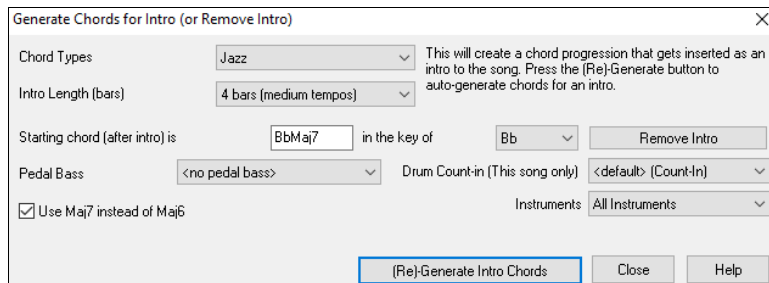 Generate Chords for Intro (or Remove Intro)
Chord Types
Jazz
This will create a chord progression that gets inserted as an
intro to the song. Press the (Re)-Generate button to
auto-generate chords for an intro.
Intro Length (bars)
4 bars (medium tempos)
Starting chord (after intro) is BbMaj7 in the key of Bb Remove Intro
Pedal Bass <no pedal bass> Drum Count-in (This song only) <default> (Count-In)
Use Maj7 instead of Maj6
Instruments All Instruments
(Re)-Generate Intro Chords Close Help